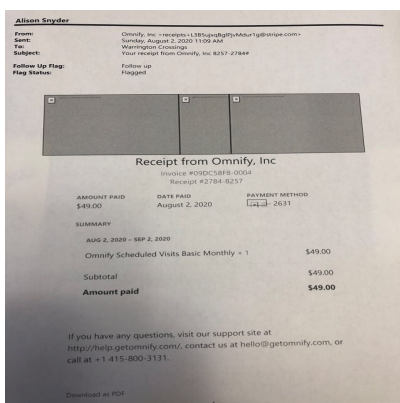 Alison Snyder
From: Omnify, Inc <receipts+L3B5ujxqBglPjvMdur1g@stripe.com>
Sent: Sunday, August 2, 2020 11:09 AM
To: Warrington Crossings
Subject: Your receipt from Omnify, Inc 8257-2784#
Follow Up Flag: Follow up
Flag Status: Flagged
Receipt from Omnify, Inc
Invoice #09DC58F8-0004
Receipt #2784-8257
AMOUNT PAID DATE PAID PAYMENT METHOD
$49.00 August 2, 2020 - 2631
SUMMARY
AUG 2, 2020 – SEP 2, 2020
Omnify Scheduled Visits Basic Monthly × 1 $49.00
Subtotal $49.00
Amount paid $49.00
If you have any questions, visit our support site at
http://help.getomnify.com/, contact us at hello@getomnify.com, or
call at +1 415-800-3131.
Download as PDF